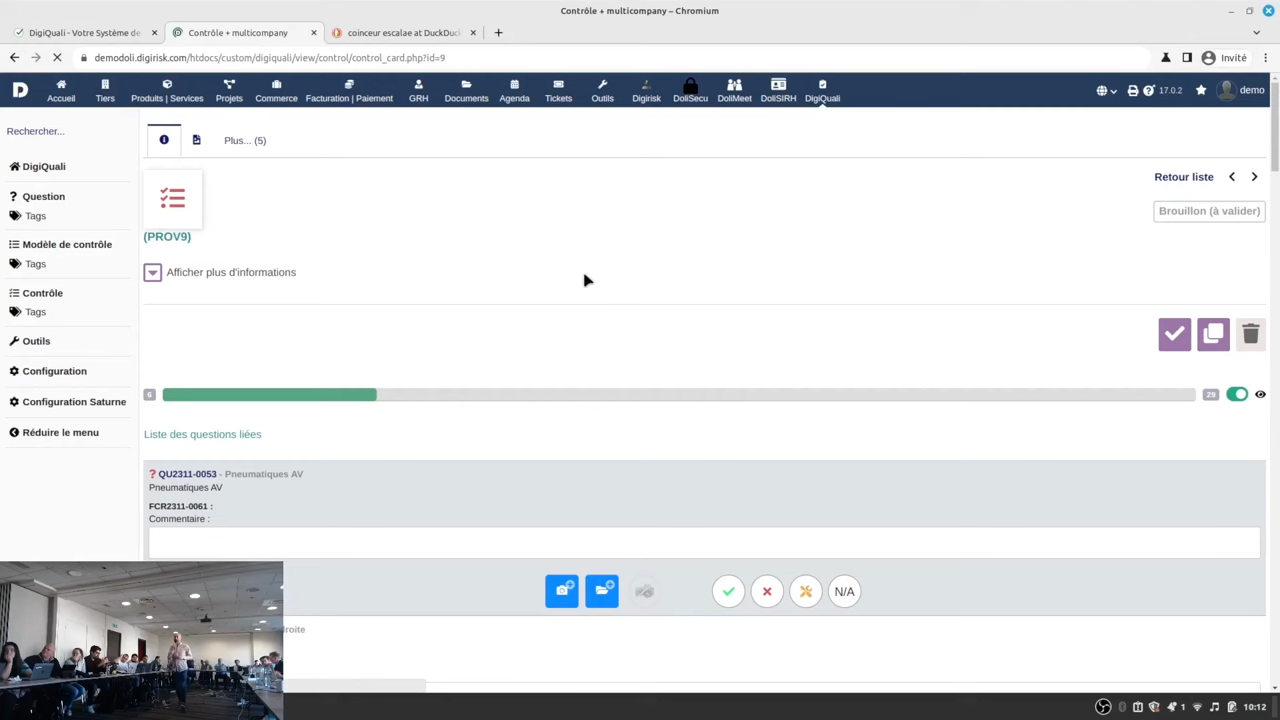 Contrôle + multicompany – Chromium
DigiQuali - Votre Système de
Contrôle + multicompany
coinceur escalae at DuckDuc
demodoli.digirisk.com/htdocs/custom/digiquali/view/control/control_card.php?id=9
Invité
Accueil
Tiers
Produits | Services
Projets
Commerce
Facturation | Paiement
GRH
Documents
Agenda
Tickets
Outils
Digirisk
DoliSecu
DoliMeet
DoliSIRH
DigiQuali
17.0.2
demo
Rechercher...
DigiQuali
Question
Tags
Modèle de contrôle
Tags
Contrôle
Tags
Outils
Configuration
Configuration Saturne
Réduire le menu
Plus... (5)
Retour liste
Brouillon (à valider)
(PROV9)
Afficher plus d'informations
6
29
Liste des questions liées
? QU2311-0053 - Pneumatiques AV
Pneumatiques AV
FCR2311-0061 :
Commentaire :
N/A
droite
1
10:12